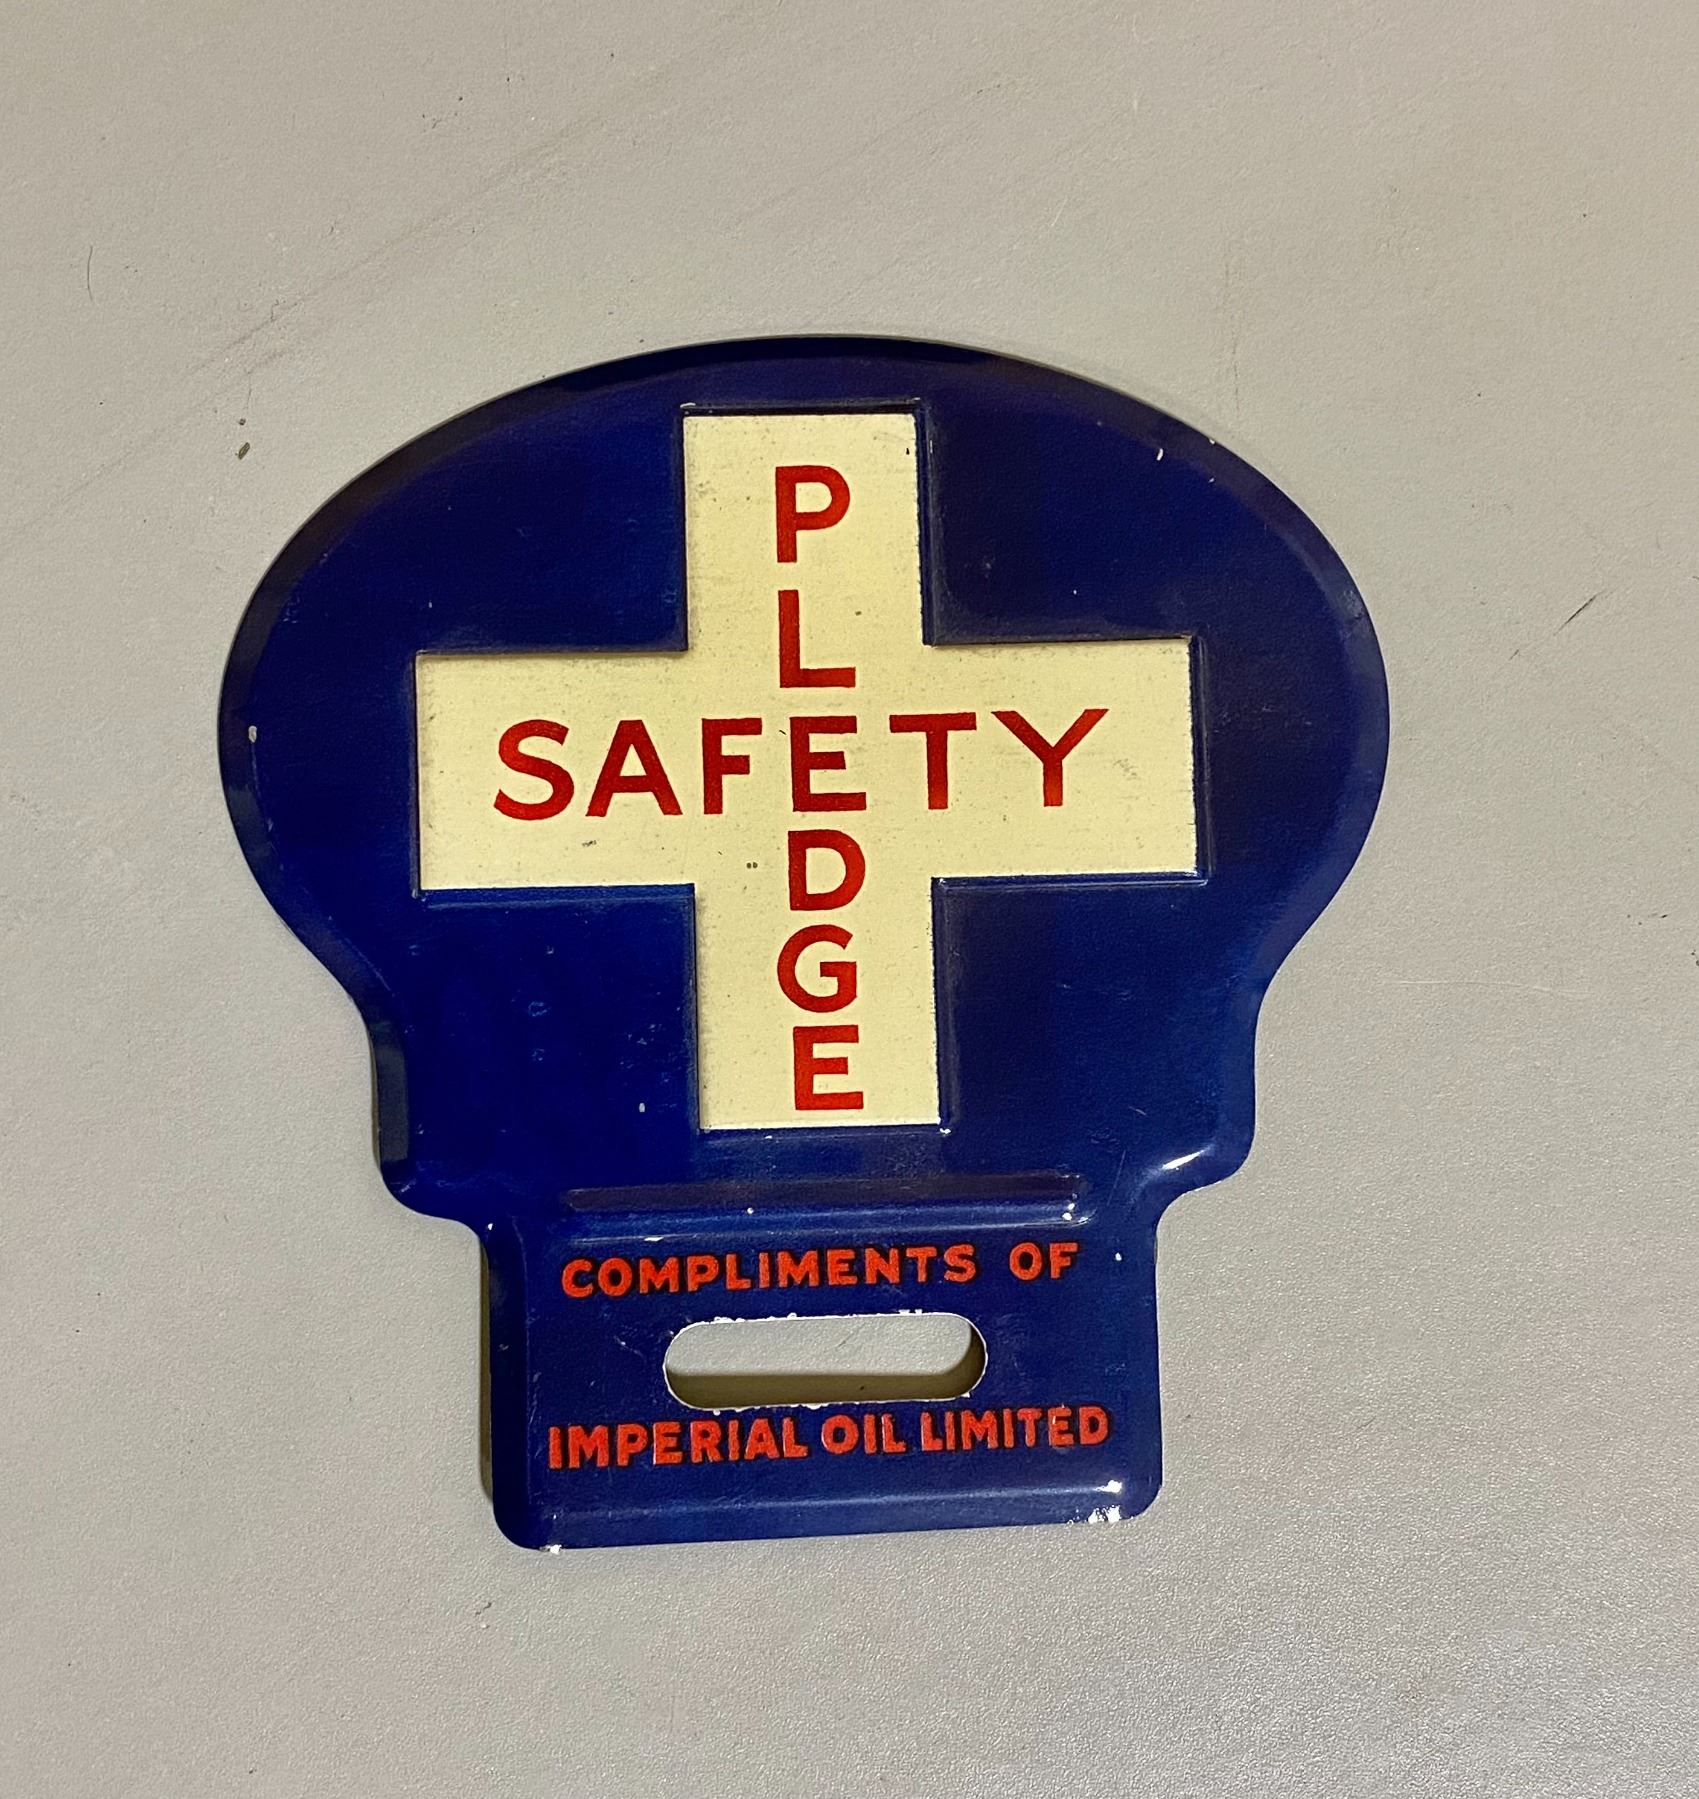 PLEDGE
SAFETY
COMPLIMENTS OF
IMPERIAL OIL LIMITED